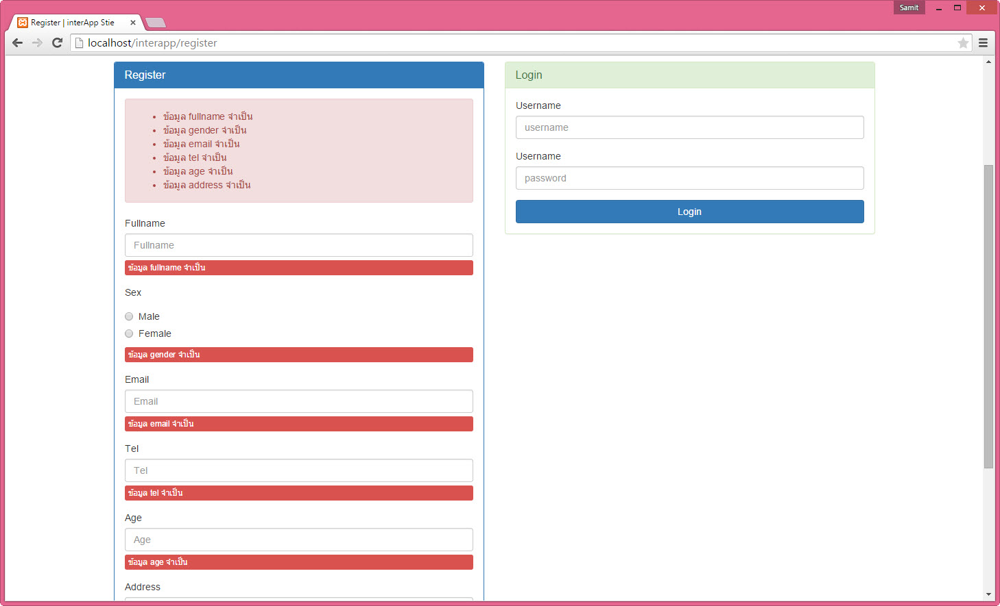 Samit
Register | interApp Stie
localhost/interapp/register
Register
ข้อมูล fullname จำเป็น
ข้อมูล gender จำเป็น
ข้อมูล email จำเป็น
ข้อมูล tel จำเป็น
ข้อมูล age จำเป็น
ข้อมูล address จำเป็น
Fullname
Fullname
ข้อมูล fullname จำเป็น
Sex
Male
Female
ข้อมูล gender จำเป็น
Email
Email
ข้อมูล email จำเป็น
Tel
Tel
ข้อมูล tel จำเป็น
Age
Age
ข้อมูล age จำเป็น
Address
Login
Username
username
Username
password
Login